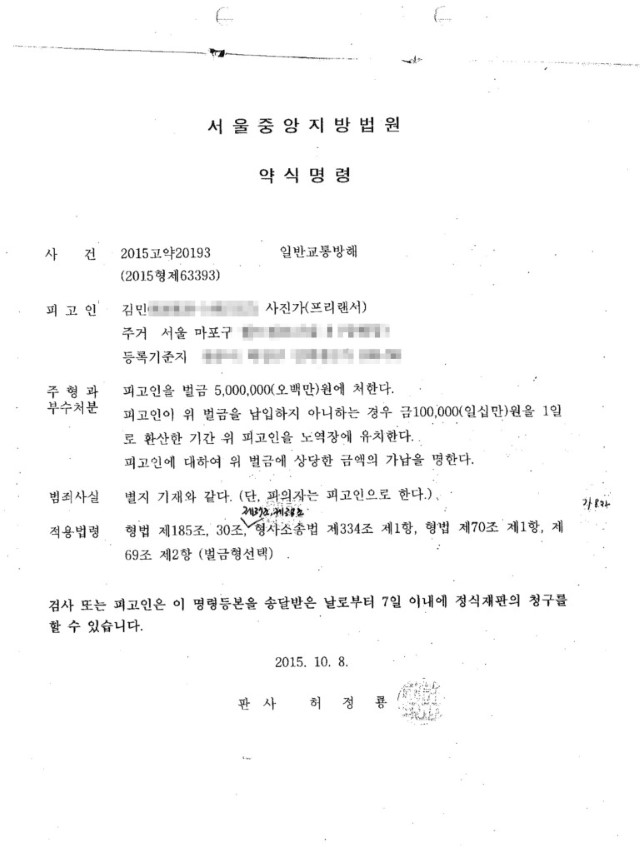 서울중앙지방법원
약식명령
사 건 2015고약20193 일반교통방해
(2015형제63393)
피 고 인 김민 사진가(프리랜서)
주거 서울 마포구
등록기준지
주 형 과 피고인을 벌금 5,000,000(오백만)원에 처한다.
부수처분 피고인이 위 벌금을 납입하지 아니하는 경우 금100,000(일십만)원을 1일
로 환산한 기간 위 피고인을 노역장에 유치한다.
피고인에 대하여 위 벌금에 상당한 금액의 가납을 명한다.
범죄사실 별지 기재와 같다. (단, 피의자는 피고인으로 한다.)
적용법령 형법 제185조, 30조, 형사소송법 제334조 제1항, 형법 제70조 제1항, 제
69조 제2항 (벌금형선택)
검사 또는 피고인은 이 명령등본을 송달받은 날로부터 7일 이내에 정식재판의 청구를
할 수 있습니다.
2015. 10. 8.
판 사 허 정 룡